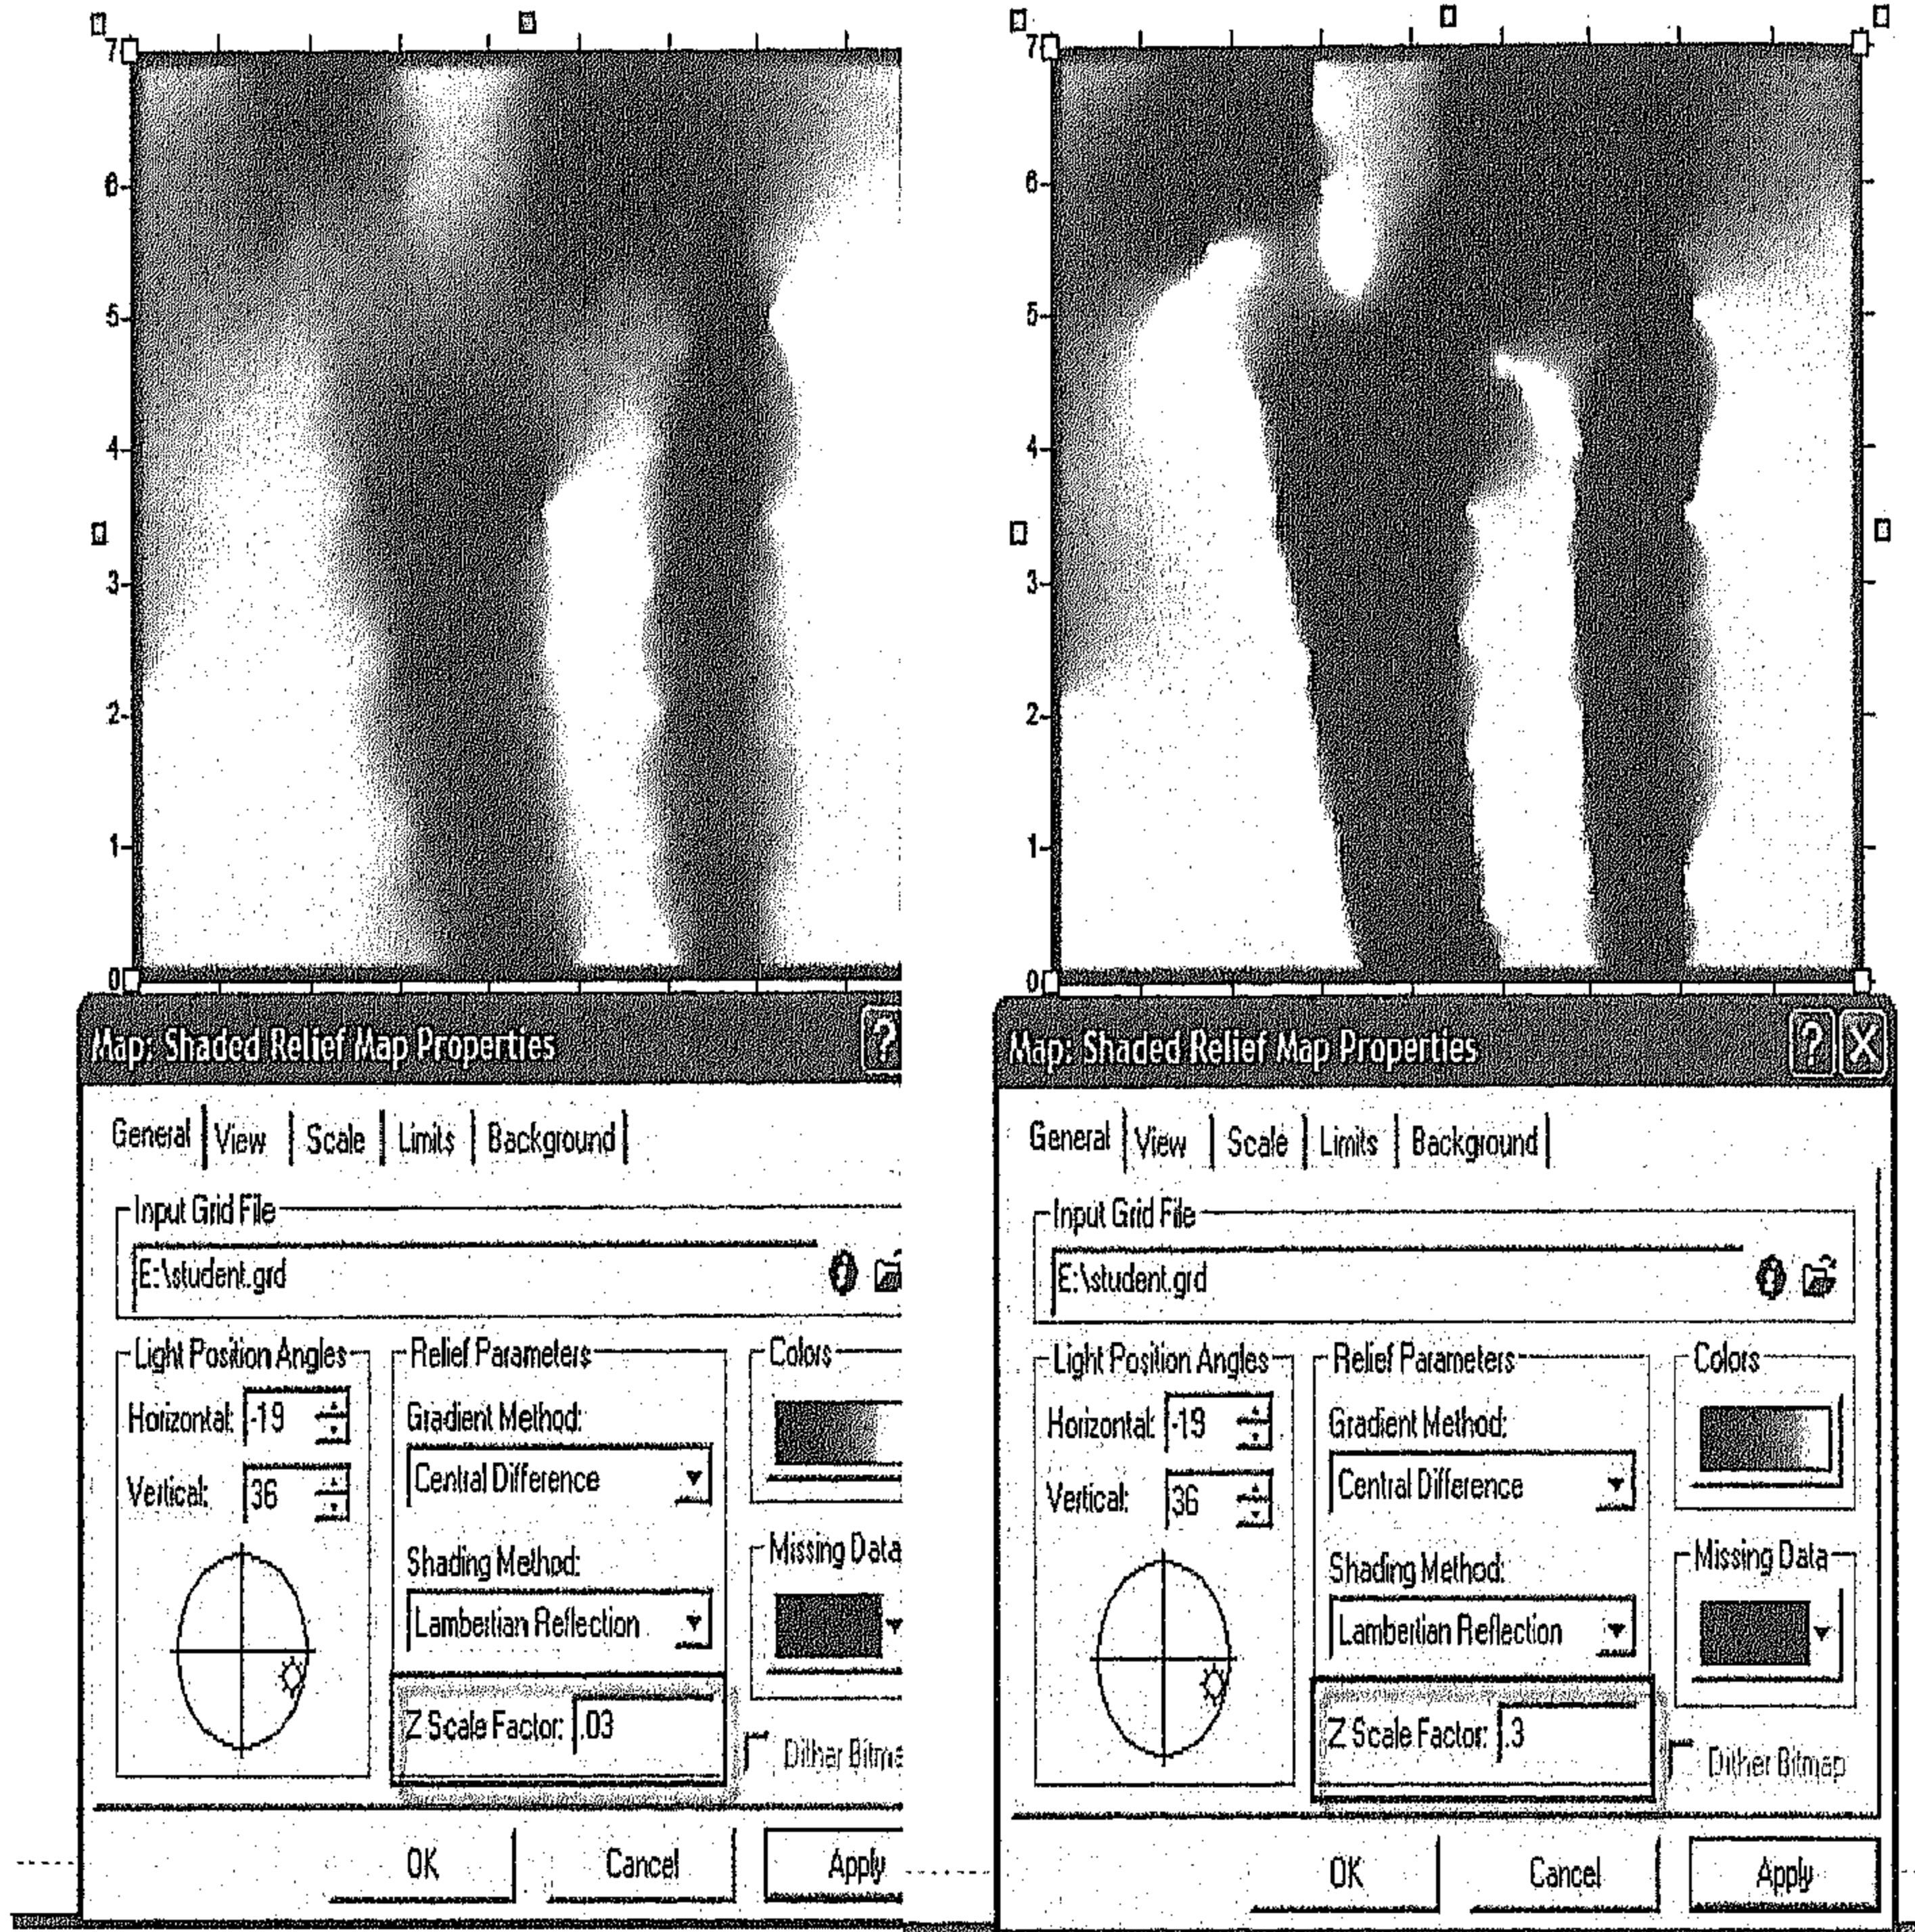 7
6
5
4
3
2
1
0
Map: Shaded Relief Map Properties
?
General View Scale Limits Background
Input Grid File
E:\student.grd
Light Position Angles
Horizontal: -19
Vertical: 36
Relief Parameters
Gradient Method:
Central Difference
Shading Method:
Lambertian Reflection
Z Scale Factor: .03
Colors
Missing Data
Dither Bitma
OK Cancel Apply
7
6
5
4
3
2
1
0
Map: Shaded Relief Map Properties
? X
General View Scale Limits Background
Input Grid File
E:\student.grd
Light Position Angles
Horizontal: -19
Vertical: 36
Relief Parameters
Gradient Method:
Central Difference
Shading Method:
Lambertian Reflection
Z Scale Factor: .3
Colors
Missing Data
Dither Bitmap
OK Cancel Apply